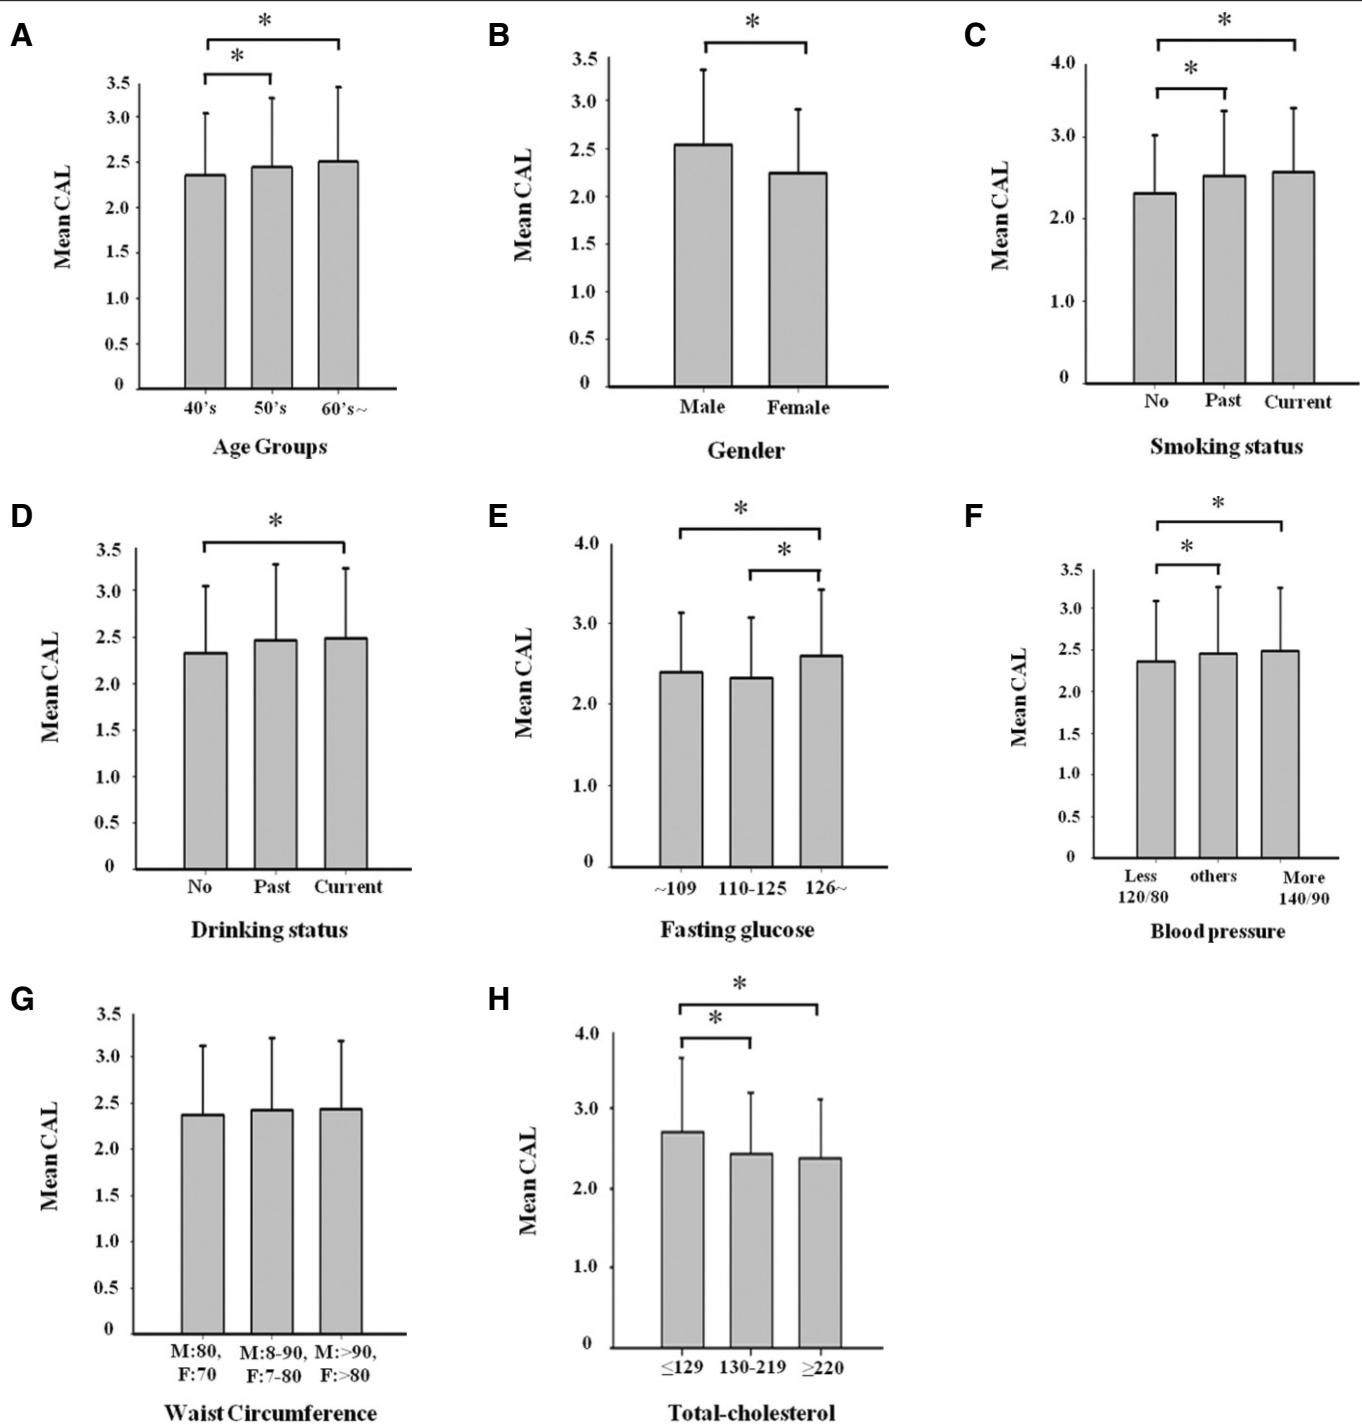 A
*
*
3.5
3.0
2.5
2.0
1.5
1.0
0.5
0
Mean CAL
40's 50's 60's~
Age Groups
B
*
3.5
3.0
2.5
2.0
1.5
1.0
0.5
0
Mean CAL
Male Female
Gender
C
*
*
4.0
3.0
2.0
1.0
0
Mean CAL
No Past Current
Smoking status
D
*
3.5
3.0
2.5
2.0
1.5
1.0
0.5
0
Mean CAL
No Past Current
Drinking status
E
*
*
4.0
3.0
2.0
1.0
0
Mean CAL
~109 110-125 126~
Fasting glucose
F
*
*
3.5
3.0
2.5
2.0
1.5
1.0
0.5
0
Mean CAL
Less others More
120/80 140/90
Blood pressure
G
3.5
3.0
2.5
2.0
1.5
1.0
0.5
0
Mean CAL
M:80, M:8-90, M:>90,
F:70 F:7-80 F:>80
Waist Circumference
H
*
*
4.0
3.0
2.0
1.0
0
Mean CAL
≤129 130-219 ≥220
Total-cholesterol